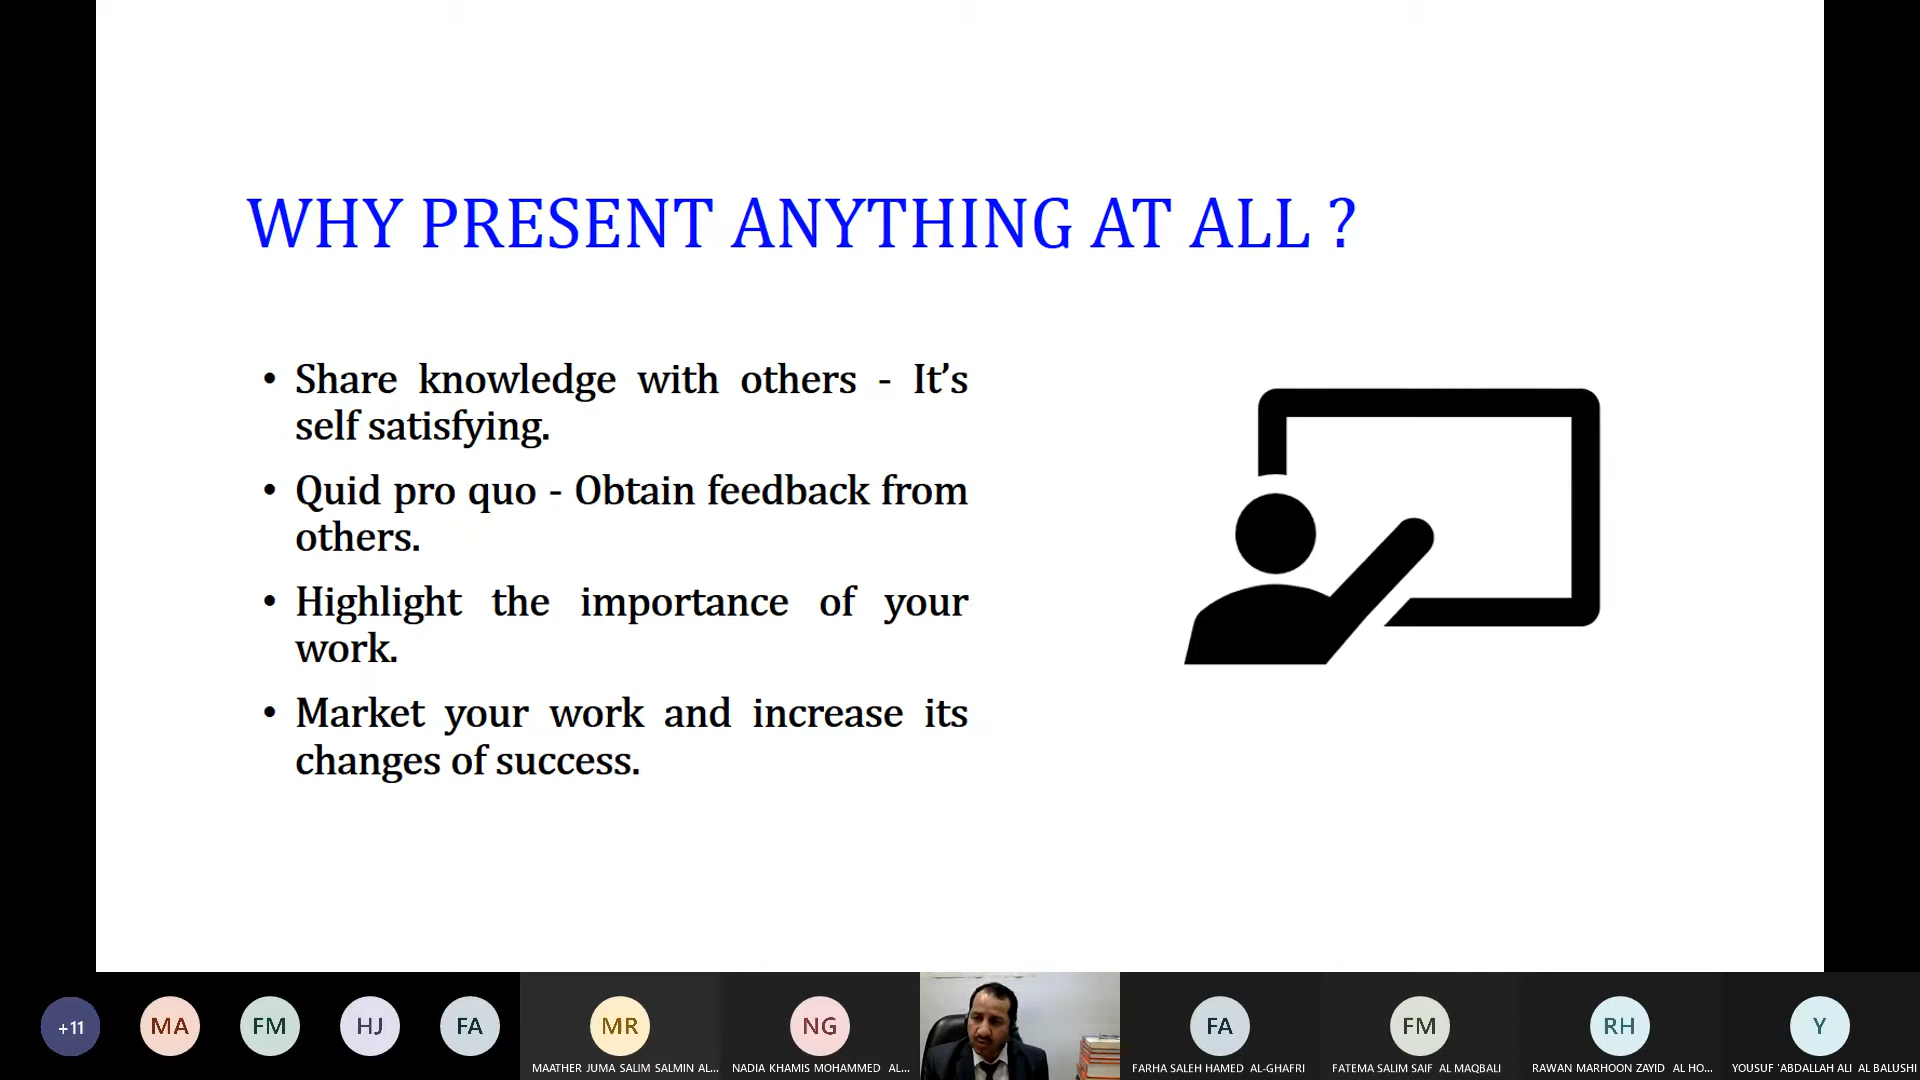 WHY PRESENT ANYTHING AT ALL ?
• Share knowledge with others - It’s
self satisfying.
• Quid pro quo - Obtain feedback from
others.
• Highlight the importance of your
work.
• Market your work and increase its
changes of success.
+11
MA
FM
HJ
FA
MR
NG
FA
FM
RH
Y
MAATHER JUMA SALIM SALMIN AL...
NADIA KHAMIS MOHAMMED AL...
FARHA SALEH HAMED AL-GHAFRI
FATEMA SALIM SAIF AL MAQBALI
RAWAN MARHOON ZAYID AL HO...
YOUSUF 'ABDALLAH ALI AL BALUSHI